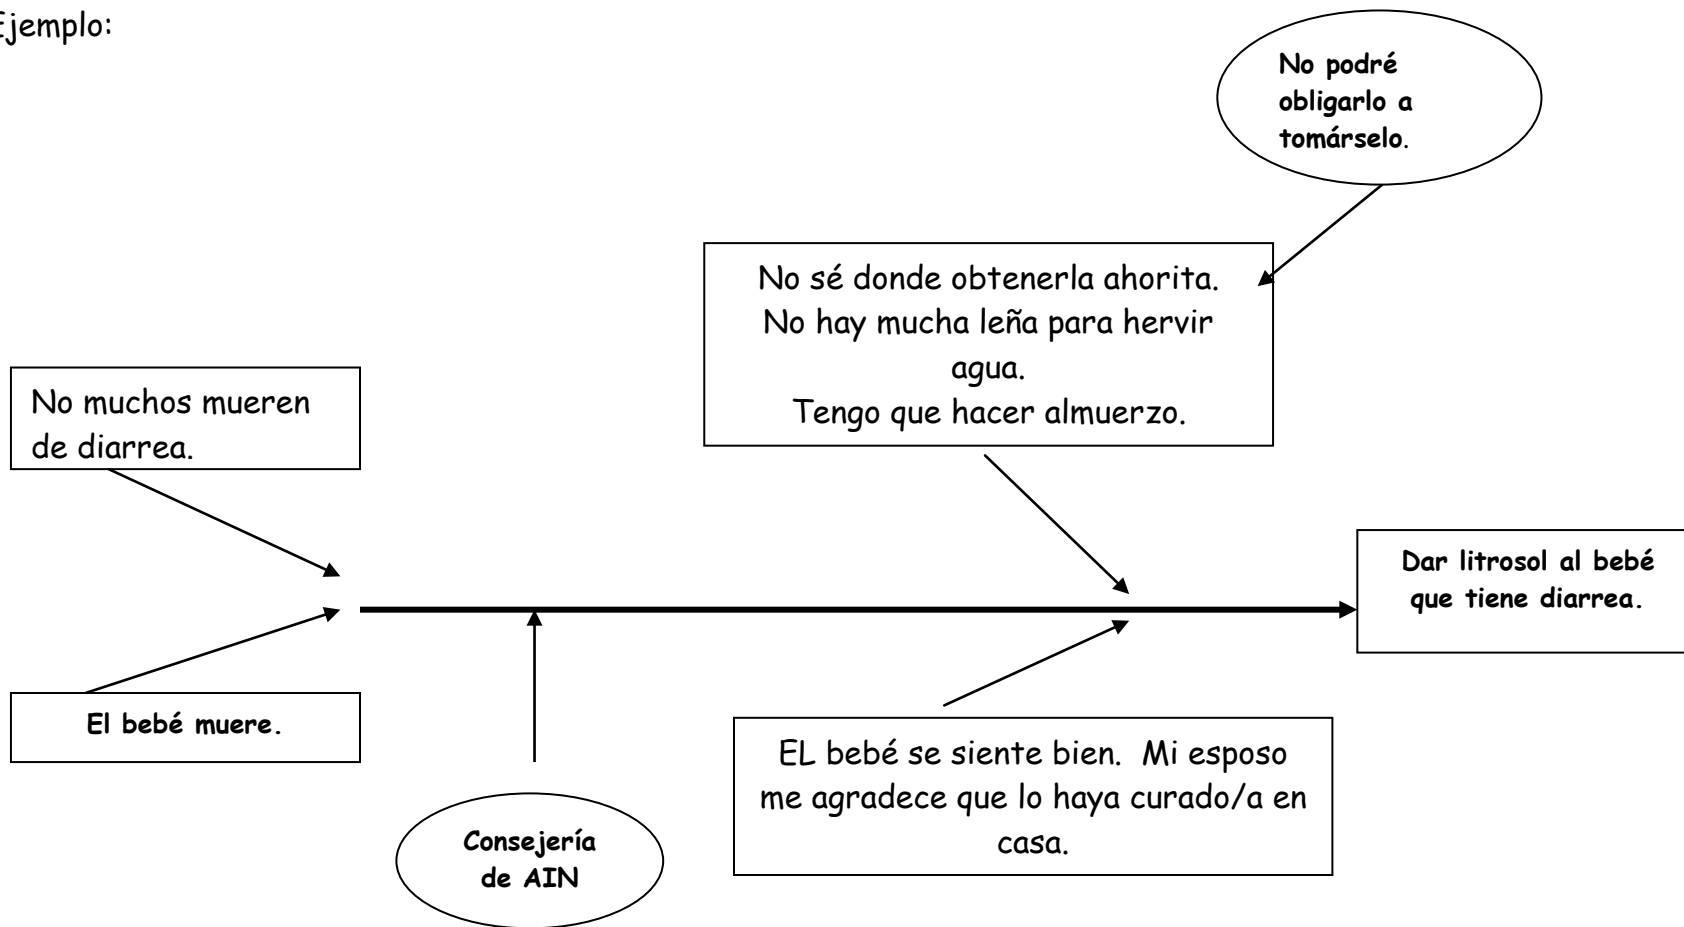 Ejemplo:
No podré
obligarlo a
tomárselo.
No sé donde obtenerla ahorita.
No hay mucha leña para hervir
agua.
Tengo que hacer almuerzo.
No muchos mueren
de diarrea.
Dar litrosol al bebé
que tiene diarrea.
El bebé muere.
EL bebé se siente bien.  Mi esposo
me agradece que lo haya curado/a en
casa.
Consejería
de AIN